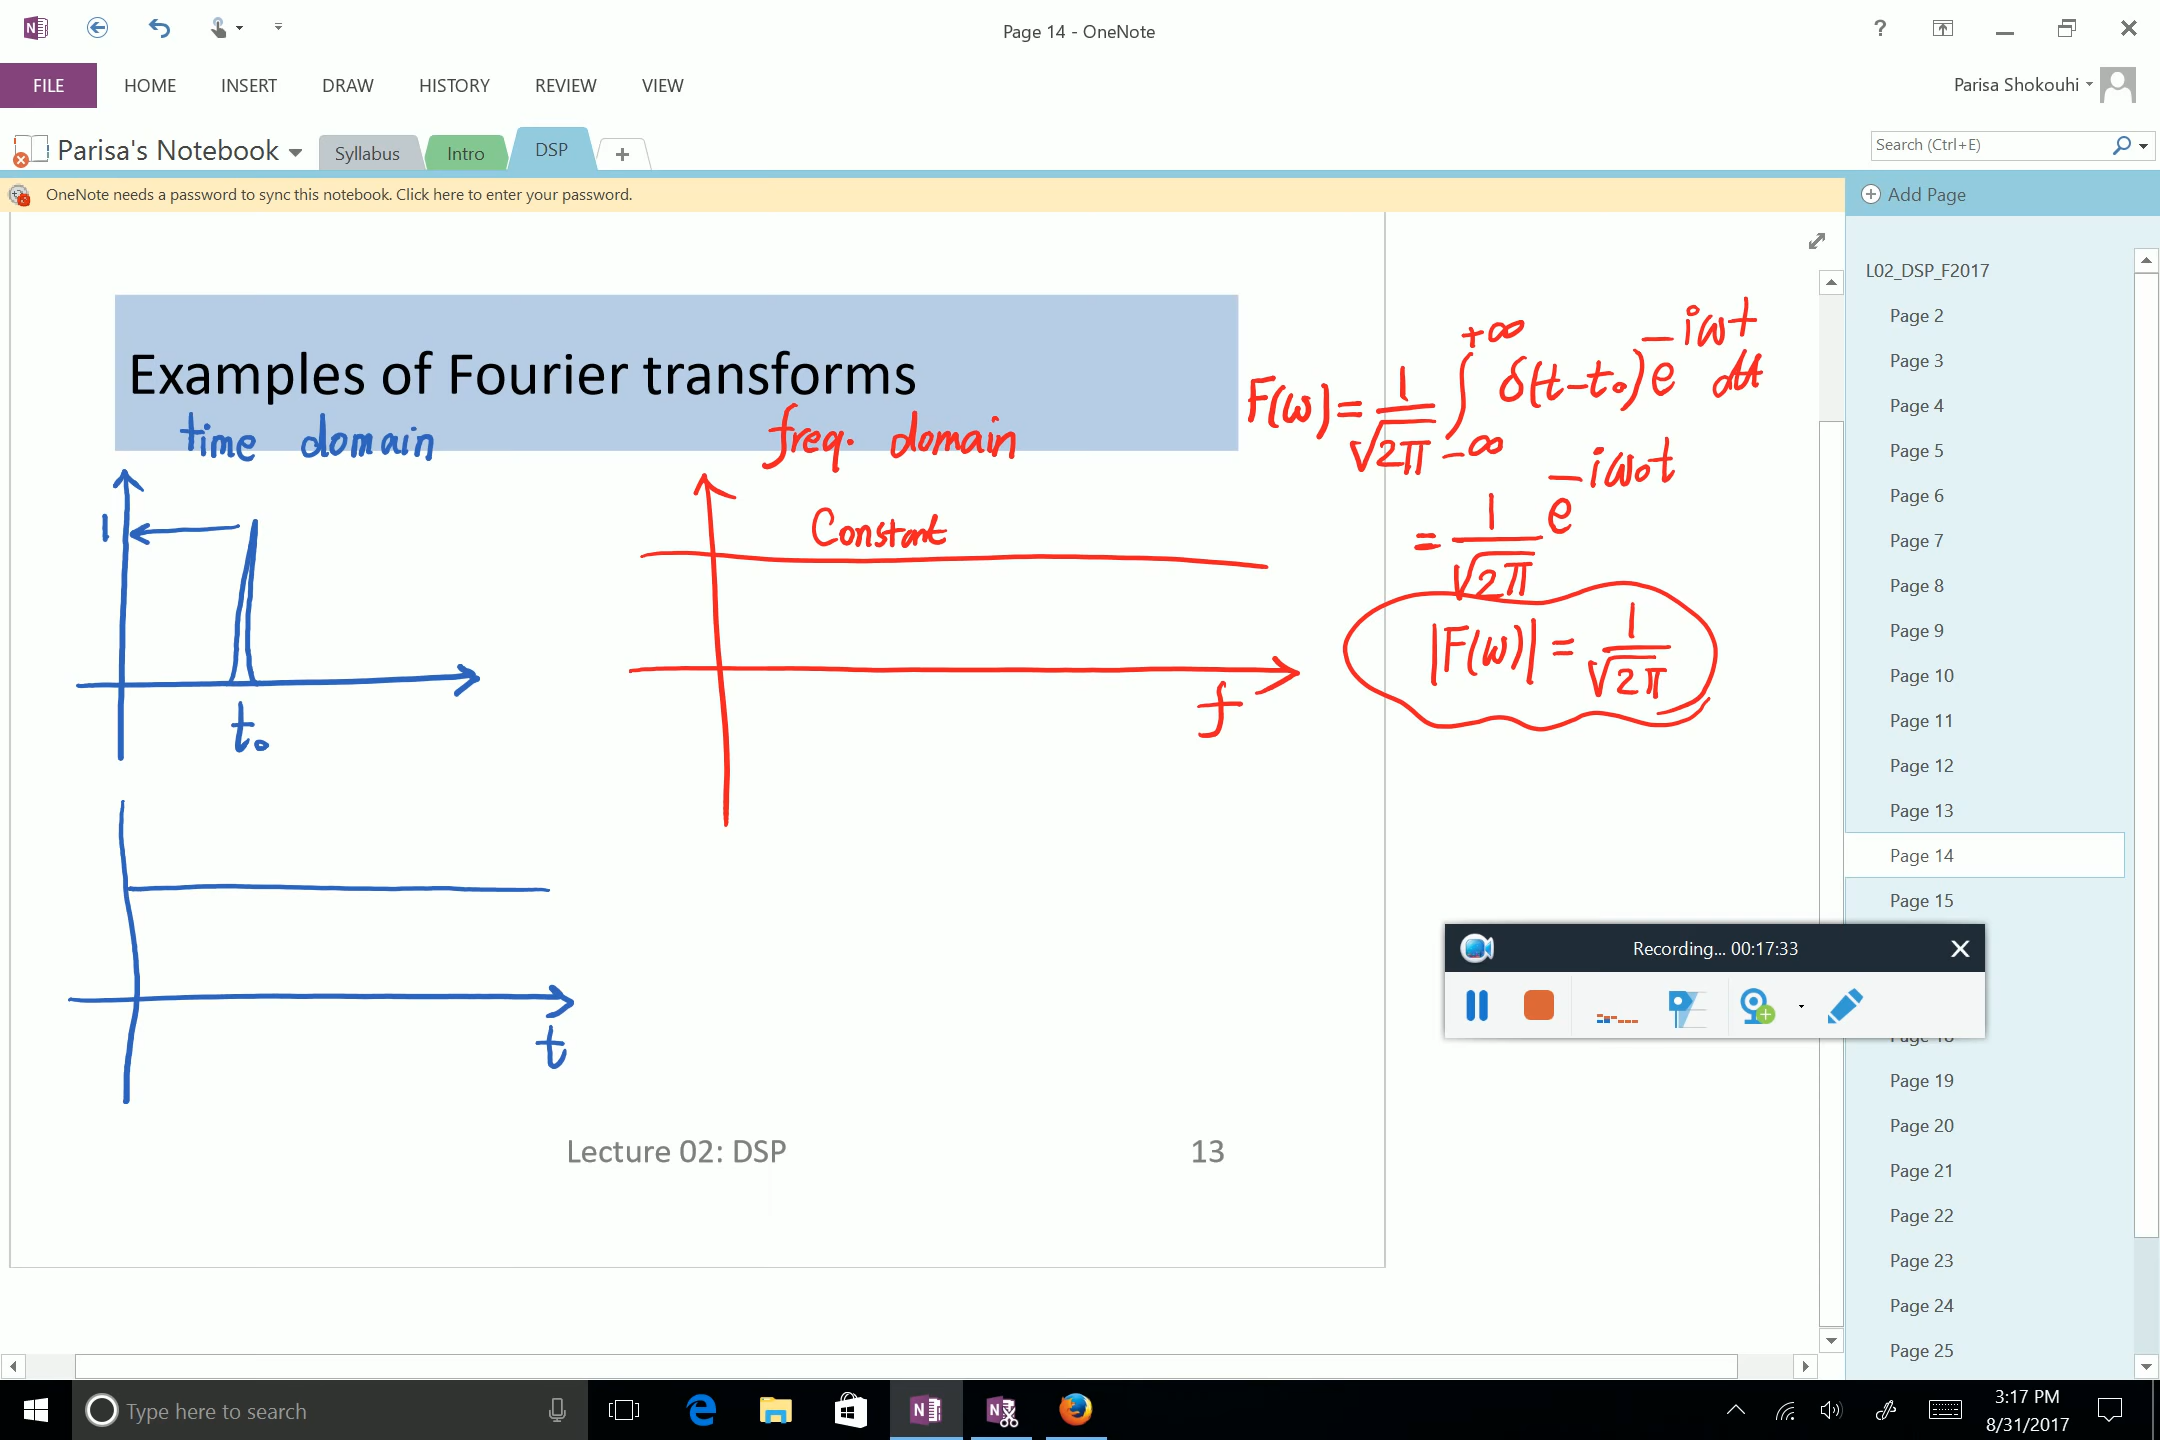 Page 14 - OneNote
FILE HOME INSERT DRAW HISTORY REVIEW VIEW
Parisa Shokouhi
Parisa's Notebook Syllabus Intro DSP
Search (Ctrl+E)
OneNote needs a password to sync this notebook. Click here to enter your password.
Add Page
Examples of Fourier transforms
time domain
freq. domain
1
t₀
Constant
f
t
F(ω) = 1/√2π ∫ +∞ -∞ δ(t-t₀) e^-iωt dt
= 1/√2π e^-iω₀t
|F(ω)| = 1/√2π
Lecture 02: DSP 13
L02_DSP_F2017
Page 2
Page 3
Page 4
Page 5
Page 6
Page 7
Page 8
Page 9
Page 10
Page 11
Page 12
Page 13
Page 14
Page 15
Recording... 00:17:33
Page 19
Page 20
Page 21
Page 22
Page 23
Page 24
Page 25
Type here to search
3:17 PM
8/31/2017